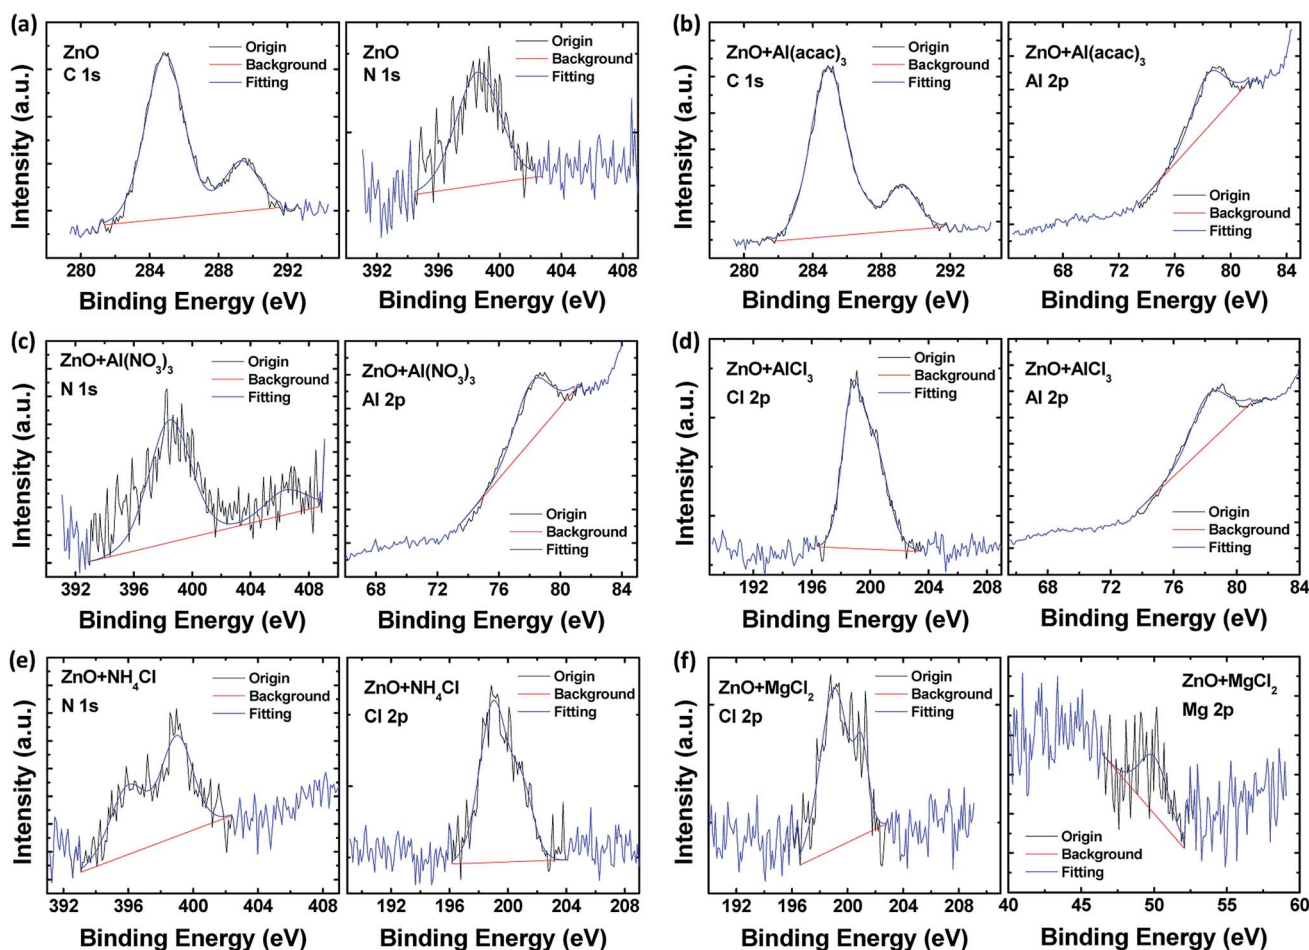 (a)
ZnO
C 1s
Origin
Background
Fitting
Intensity (a.u.)
280 284 288 292
Binding Energy (eV)
ZnO
N 1s
Origin
Background
Fitting
392 396 400 404 408
Binding Energy (eV)
(b)
ZnO+Al(acac)3
C 1s
Origin
Background
Fitting
Intensity (a.u.)
280 284 288 292
Binding Energy (eV)
ZnO+Al(acac)3
Al 2p
Origin
Background
Fitting
68 72 76 80 84
Binding Energy (eV)
(c)
ZnO+Al(NO3)3
N 1s
Origin
Background
Fitting
Intensity (a.u.)
392 396 400 404 408
Binding Energy (eV)
ZnO+Al(NO3)3
Al 2p
Origin
Background
Fitting
68 72 76 80 84
Binding Energy (eV)
(d)
ZnO+AlCl3
Cl 2p
Origin
Background
Fitting
Intensity (a.u.)
192 196 200 204 208
Binding Energy (eV)
ZnO+AlCl3
Al 2p
Origin
Background
Fitting
68 72 76 80 84
Binding Energy (eV)
(e)
ZnO+NH4Cl
N 1s
Origin
Background
Fitting
Intensity (a.u.)
392 396 400 404 408
Binding Energy (eV)
ZnO+NH4Cl
Cl 2p
Origin
Background
Fitting
192 196 200 204 208
Binding Energy (eV)
(f)
ZnO+MgCl2
Cl 2p
Origin
Background
Fitting
Intensity (a.u.)
192 196 200 204 208
Binding Energy (eV)
ZnO+MgCl2
Mg 2p
Origin
Background
Fitting
40 45 50 55 60
Binding Energy (eV)